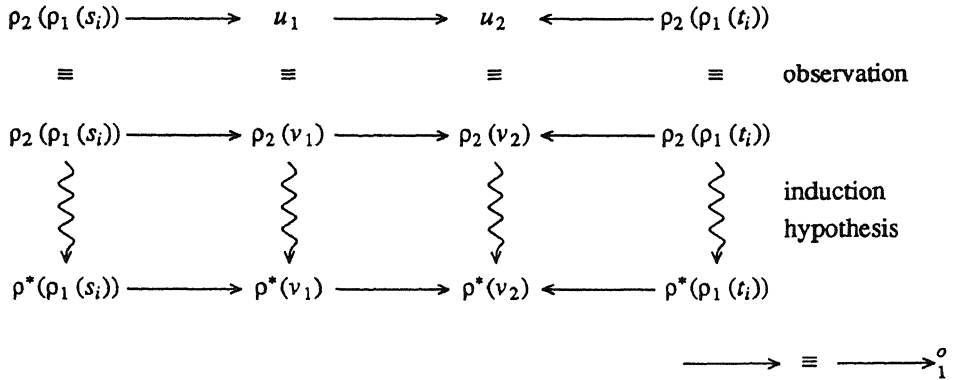 ρ₂(ρ₁(sᵢ)) ⟶ u₁ ⟶ u₂ ⟵ ρ₂(ρ₁(tᵢ))
≡ ≡ ≡ ≡ observation
ρ₂(ρ₁(sᵢ)) ⟶ ρ₂(v₁) ⟶ ρ₂(v₂) ⟵ ρ₂(ρ₁(tᵢ))
induction
hypothesis
ρ*(ρ₁(sᵢ)) ⟶ ρ*(v₁) ⟶ ρ*(v₂) ⟵ ρ*(ρ₁(tᵢ))
⟶ ≡ ⟶₁ᵒ